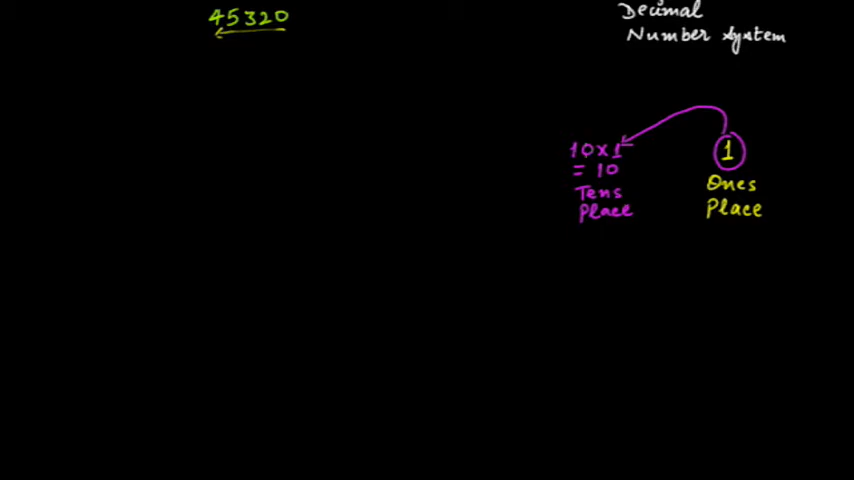 45320
Decimal
Number system
10x1
= 10
Tens
Place
1
Ones
Place